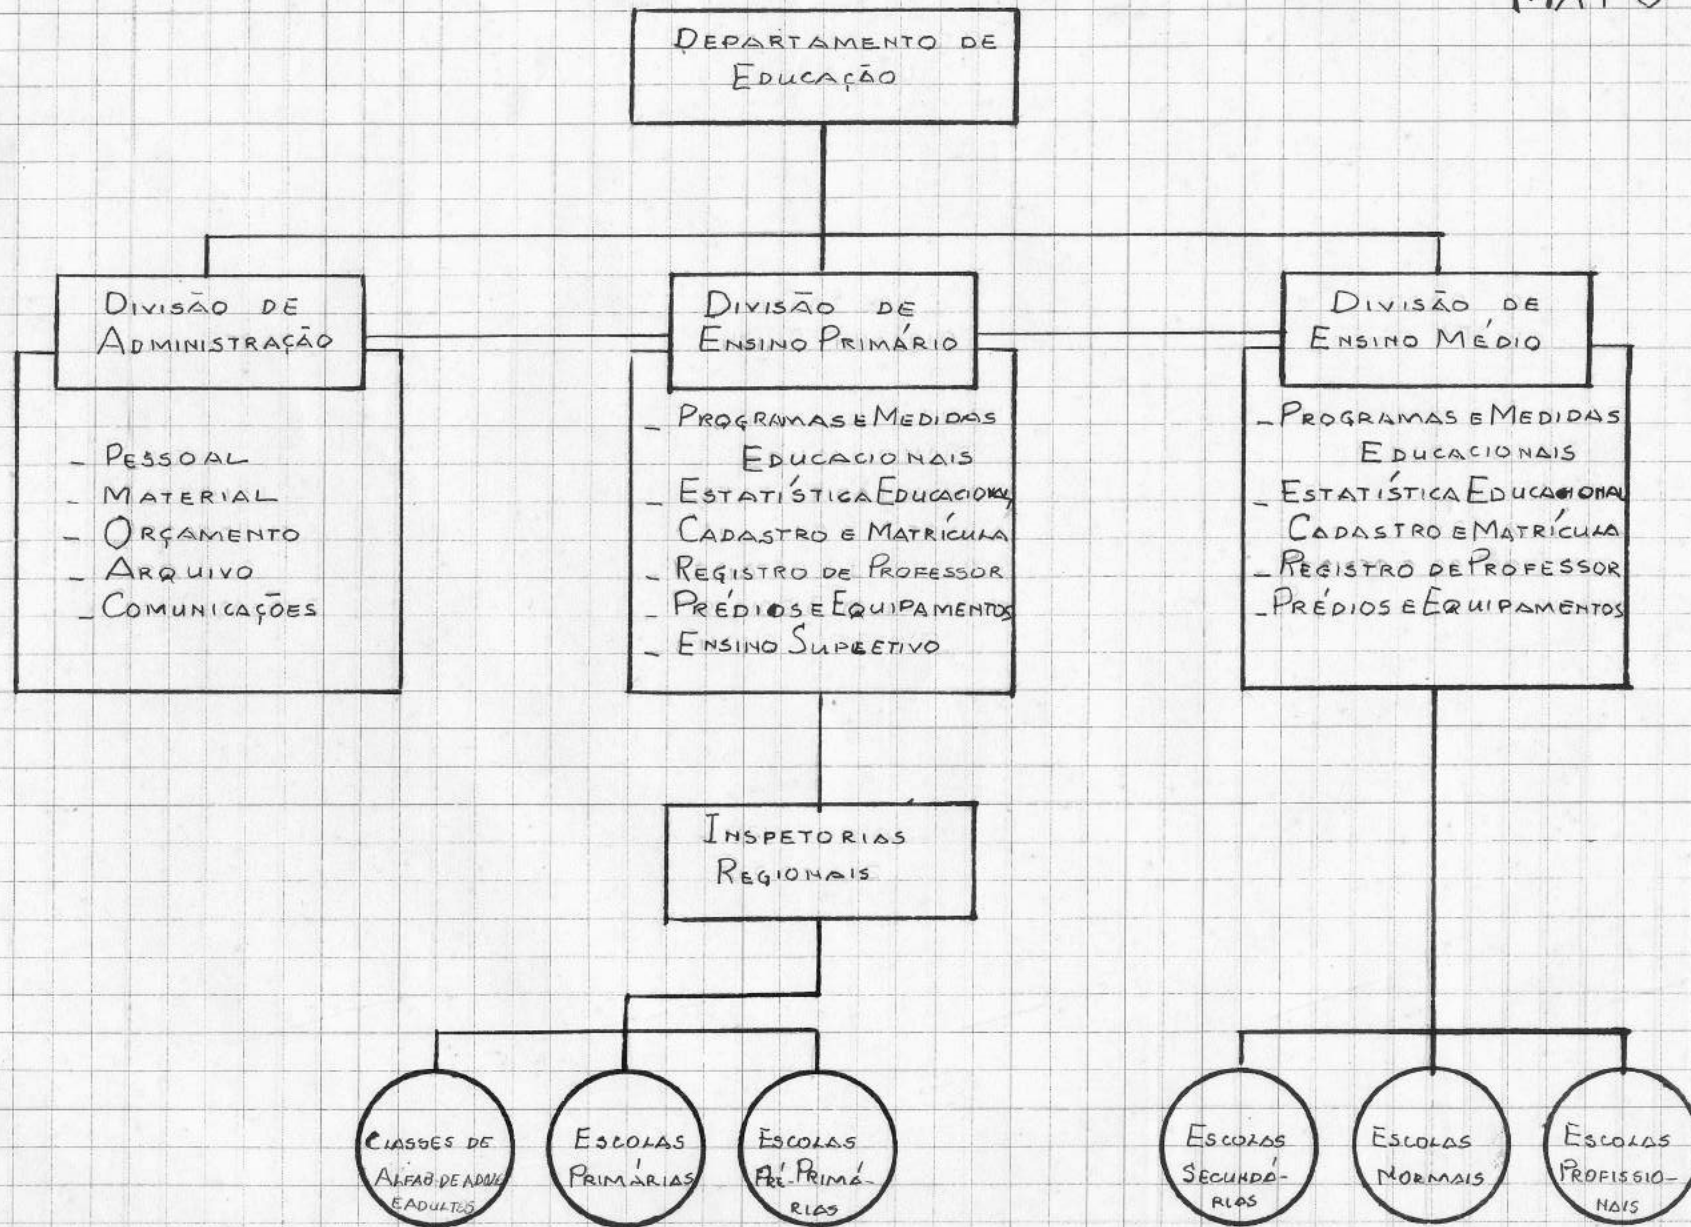 DEPARTAMENTO DE
EDUCAÇÃO
DIVISÃO DE
ADMINISTRAÇÃO
_ PESSOAL
_ MATERIAL
_ ORÇAMENTO
_ ARQUIVO
_ COMUNICAÇÕES
DIVISÃO DE
ENSINO PRIMÁRIO
_ PROGRAMAS E MEDIDAS
EDUCACIONAIS
_ ESTATÍSTICA EDUCACIONAL
CADASTRO E MATRÍCULA
_ REGISTRO DE PROFESSOR
_ PRÉDIOS E EQUIPAMENTOS
_ ENSINO SUPLETIVO
DIVISÃO DE
ENSINO MÉDIO
_ PROGRAMAS E MEDIDAS
EDUCACIONAIS
_ ESTATÍSTICA EDUCACIONAL
CADASTRO E MATRÍCULA
_ REGISTRO DE PROFESSOR
_ PRÉDIOS E EQUIPAMENTOS
INSPETORIAS
REGIONAIS
CLASSES DE
ALFAB. DE
E ADULTOS
ESCOLAS
PRIMÁRIAS
ESCOLAS
PRÉ-PRIMÁ-
RIAS
ESCOLAS
SECUNDÁ-
RIAS
ESCOLAS
NORMAIS
ESCOLAS
PROFISSIO-
NAIS